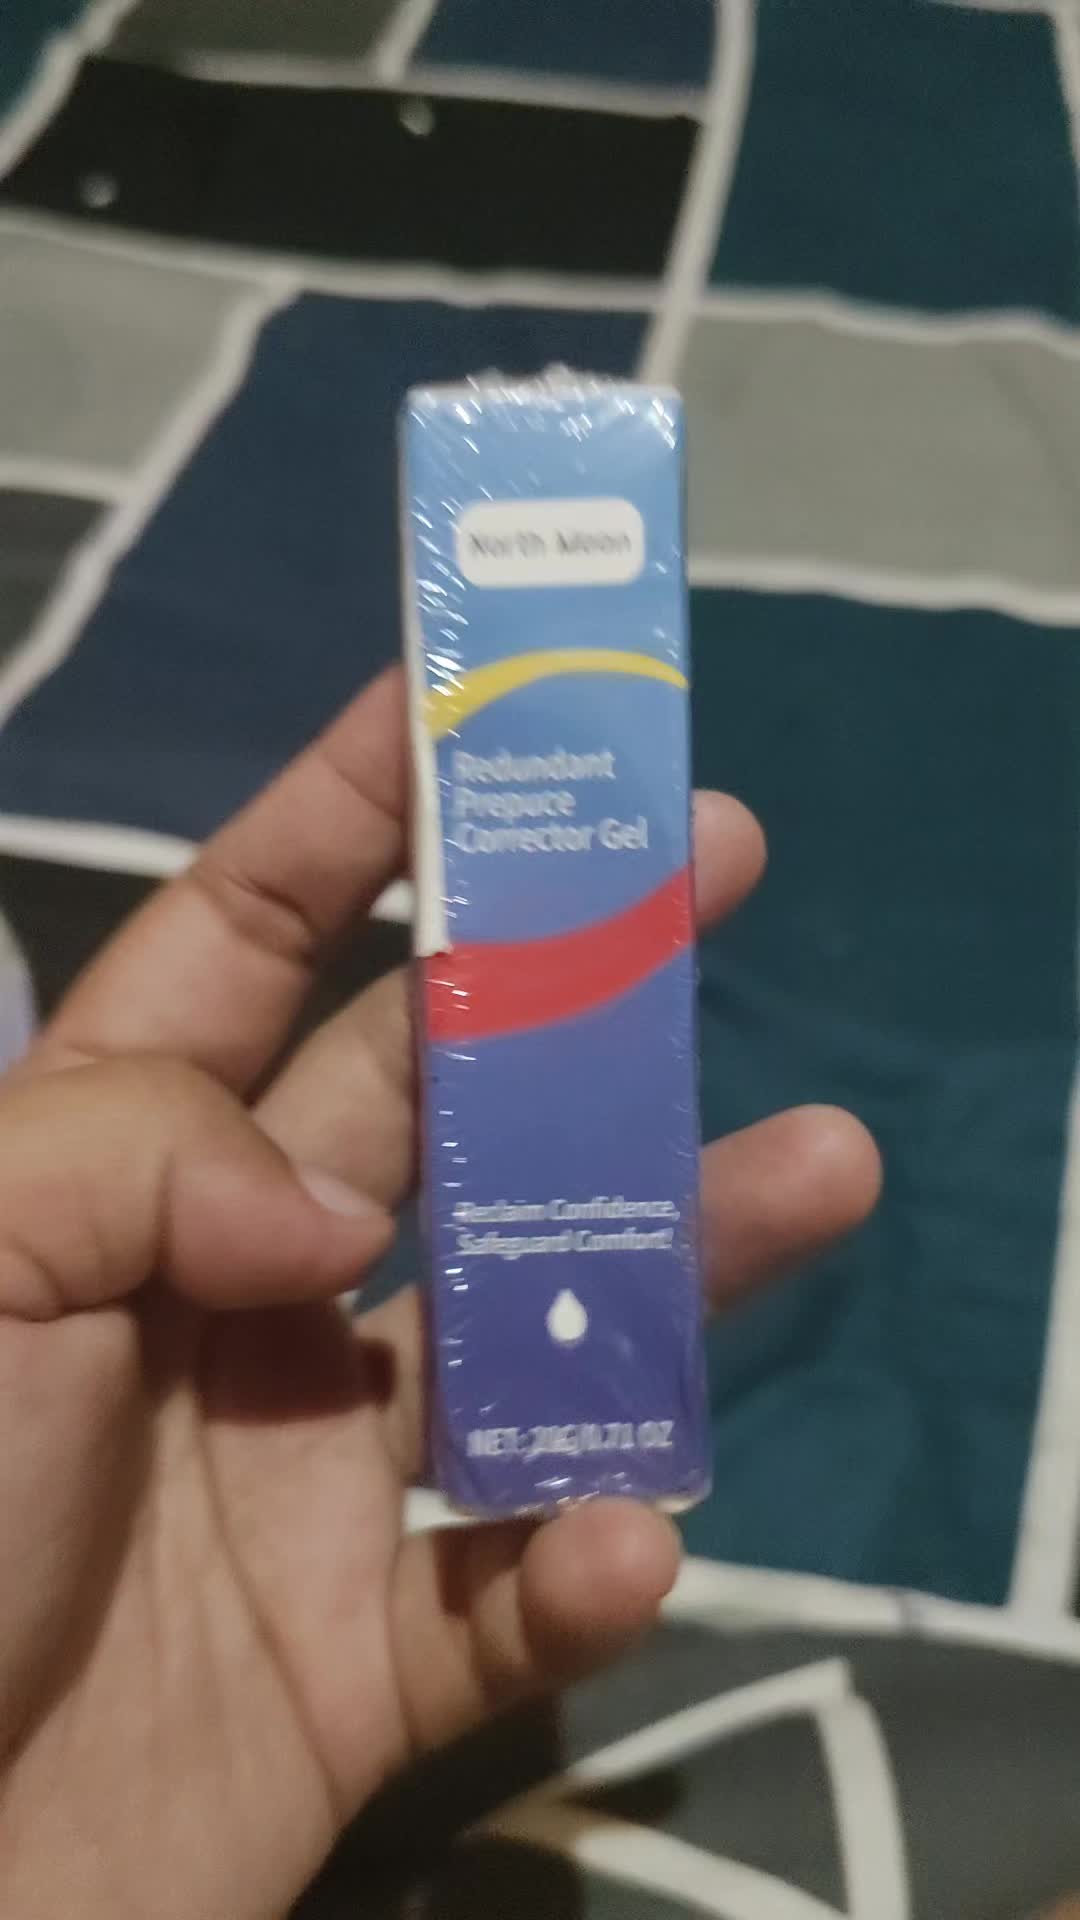 North Moon
Redundant
Prepuce
Corrector Gel
Reclaim Confidence,
Safeguard Comfort!
NET: 20G/0.71 OZ